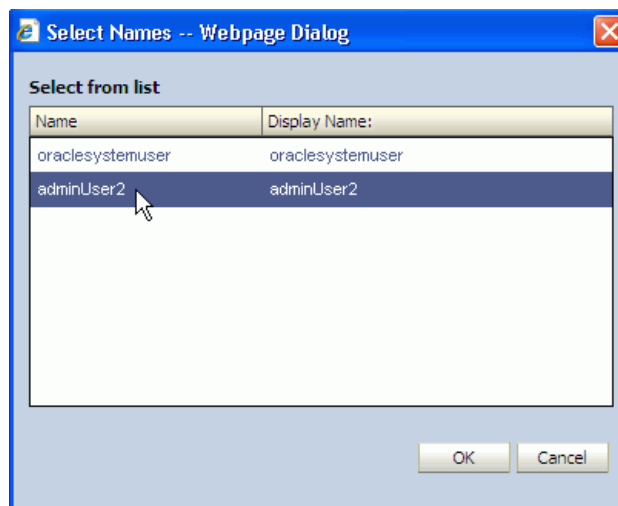 Select Names -- Webpage Dialog
Select from list
Name Display Name:
oraclesystemuser oraclesystemuser
adminUser2 adminUser2
OK Cancel